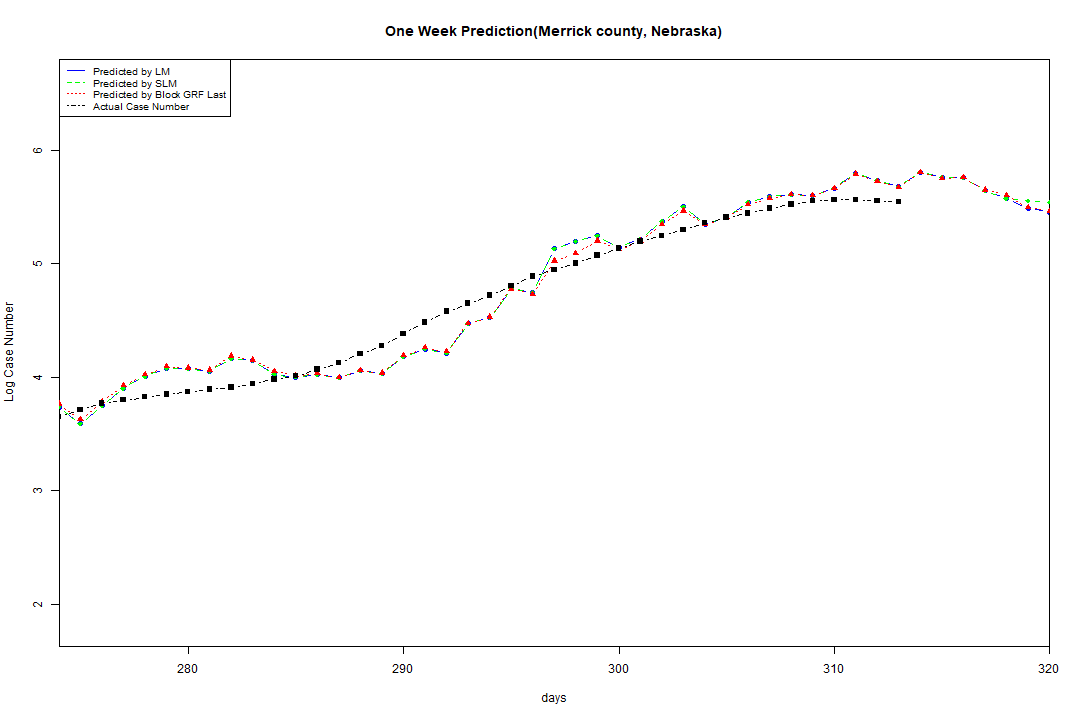 One Week Prediction(Merrick county, Nebraska)
Predicted by LM
Predicted by SLM
Predicted by Block GRF Last
Actual Case Number
6
5
4
3
2
Log Case Number
280 290 300 310 320
days